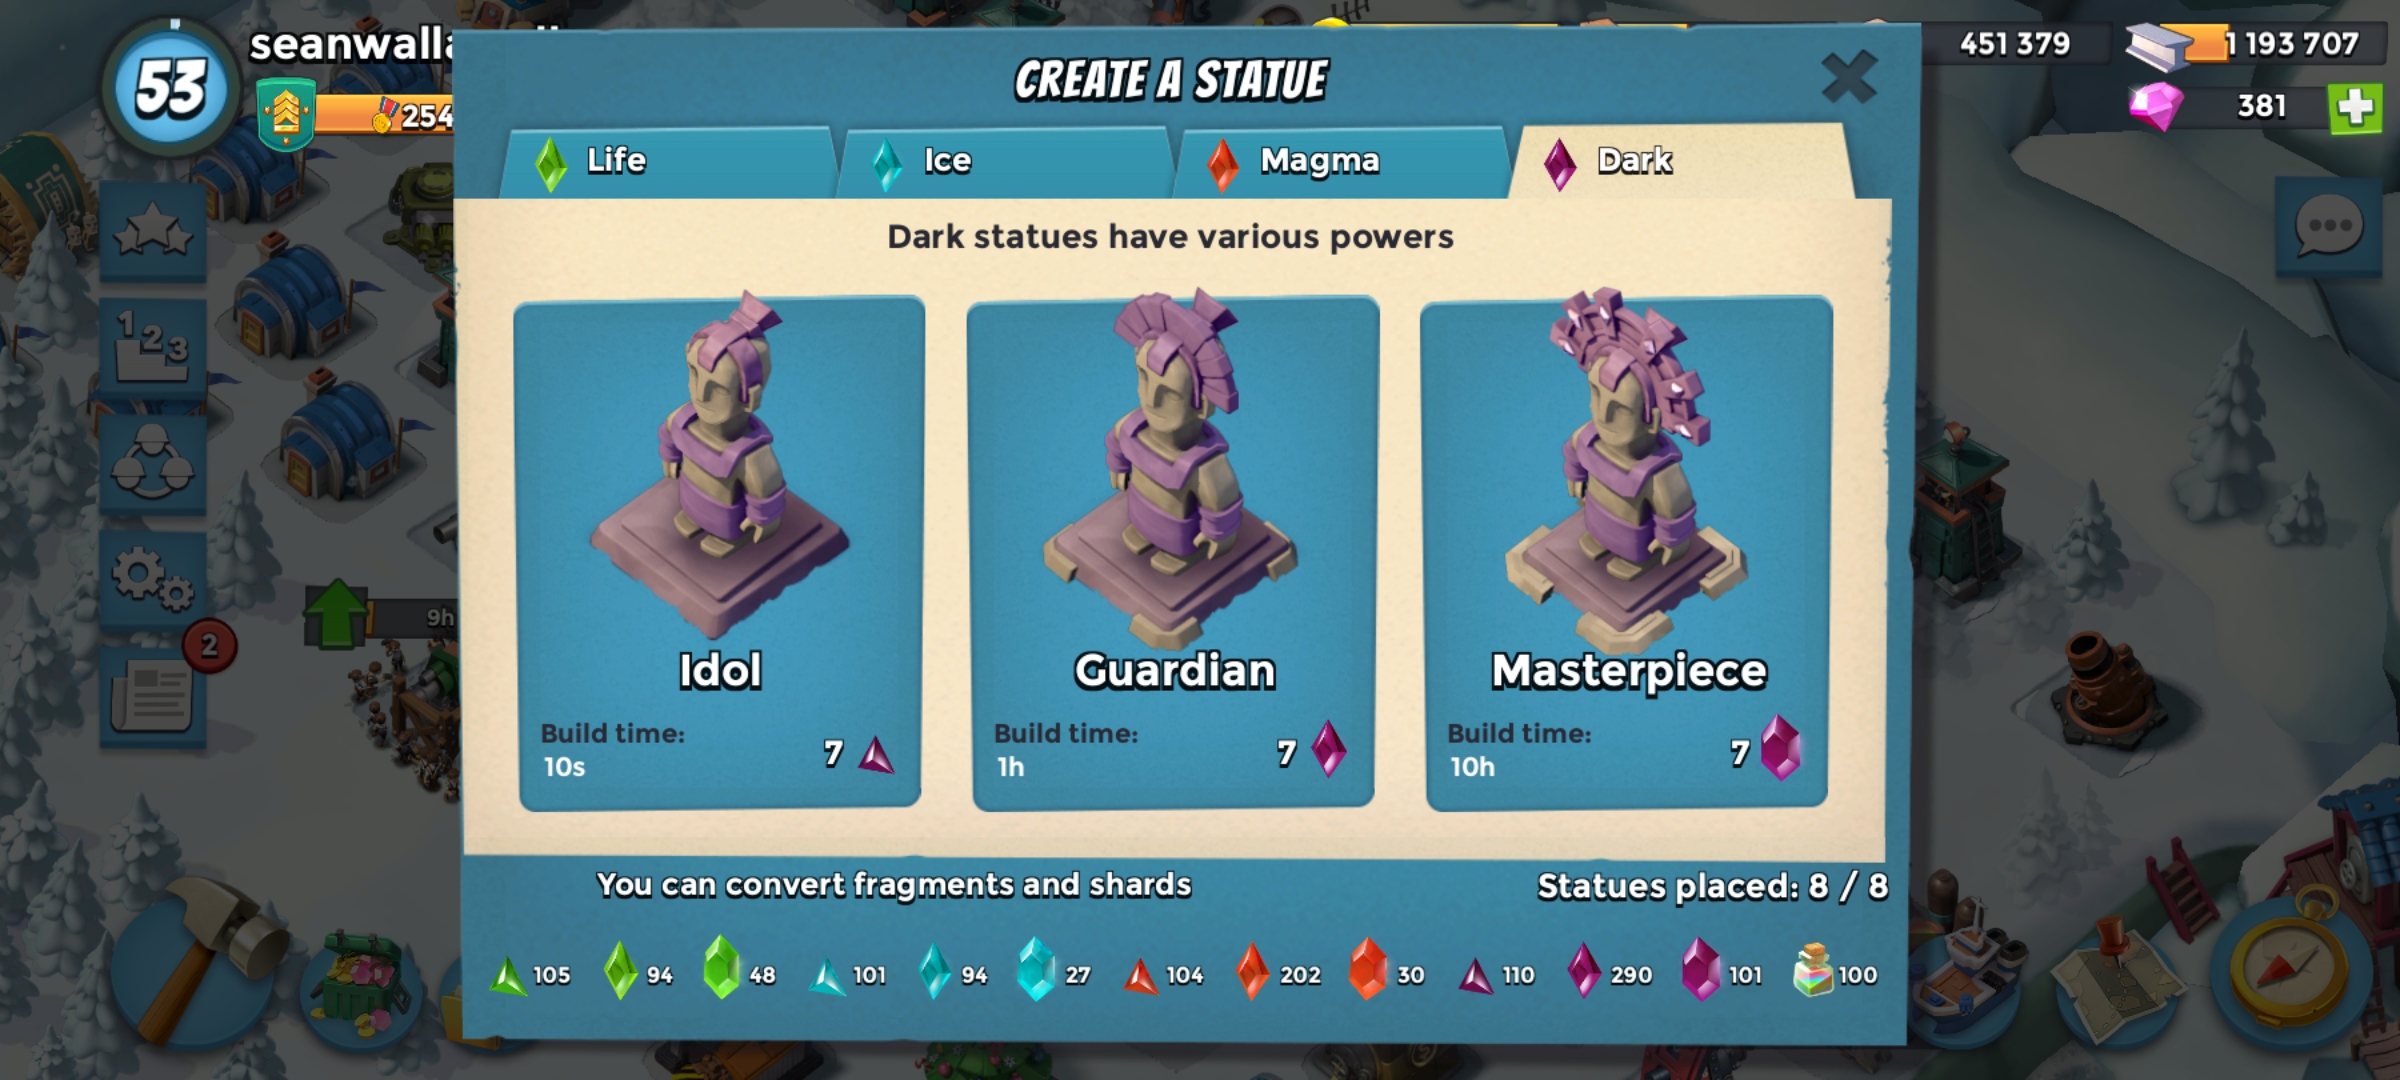 53
254
451 379
1 193 707
381
CREATE A STATUE
Life
Ice
Magma
Dark
Dark statues have various powers
1 2 3
9h
2
Idol
Build time:
10s
7
Guardian
Build time:
1h
7
Masterpiece
Build time:
10h
7
You can convert fragments and shards
Statues placed: 8 / 8
105 94 48 101 94 27 104 202 30 110 290 101 100